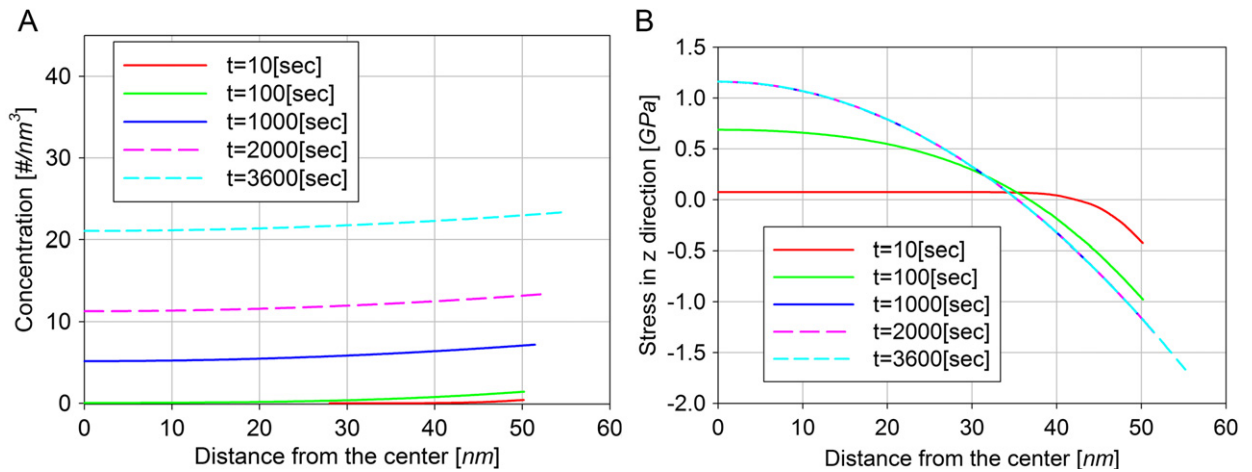 A
Concentration [#/nm³]
40
30
20
10
0
t=10[sec]
t=100[sec]
t=1000[sec]
t=2000[sec]
t=3600[sec]
0 10 20 30 40 50 60
Distance from the center [nm]
B
Stress in z direction [GPa]
1.5
1.0
0.5
0.0
-0.5
-1.0
-1.5
-2.0
t=10[sec]
t=100[sec]
t=1000[sec]
t=2000[sec]
t=3600[sec]
0 10 20 30 40 50 60
Distance from the center [nm]